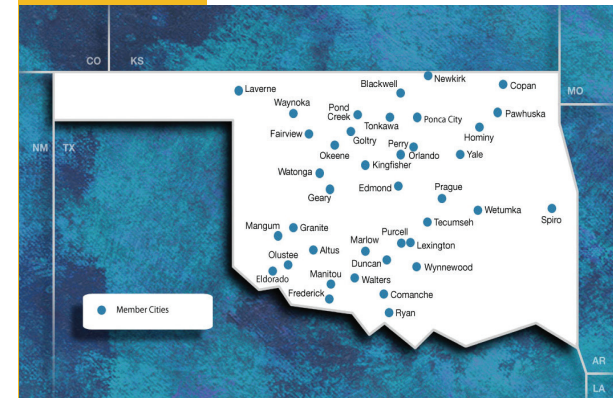 CO
KS
MO
NM
TX
AR
LA
Laverne
Blackwell
Newkirk
Copan
Waynoka
Pond
Creek
Tonkawa
Ponca City
Pawhuska
Hominy
Fairview
Goltry
Okeene
Perry
Orlando
Yale
Kingfisher
Watonga
Geary
Edmond
Prague
Wetumka
Spiro
Tecumseh
Mangum
Granite
Purcell
Lexington
Marlow
Altus
Olustee
Duncan
Wynnewood
Eldorado
Manitou
Walters
Frederick
Comanche
Ryan
Member Cities